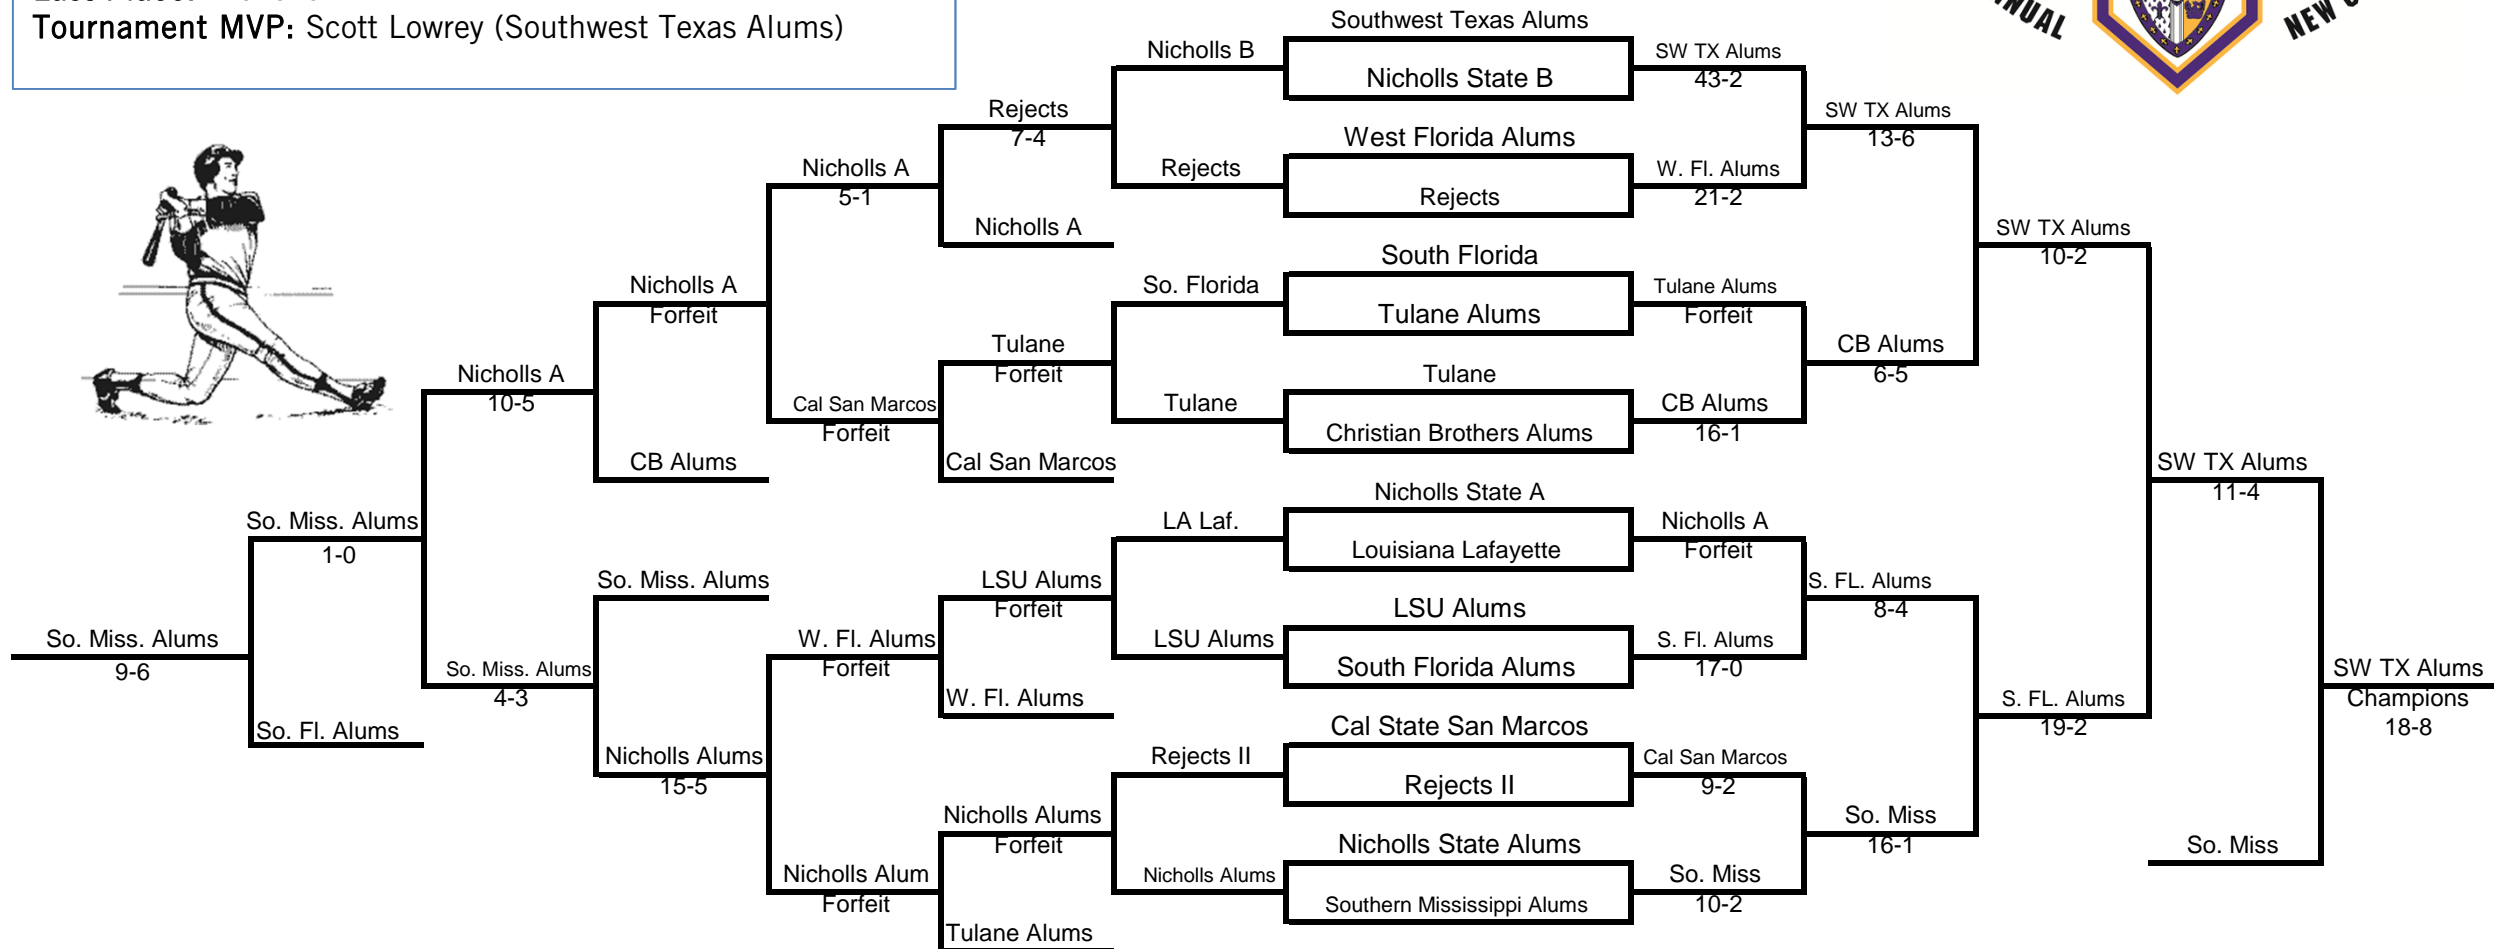 Tournament MVP: Scott Lowrey (Southwest Texas Alums)
NEW
Southwest Texas Alums
Nicholls B
SW TX Alums
Nicholls State B
43-2
Rejects
SW TX Alums
7-4
West Florida Alums
13-6
Nicholls A
Rejects
W. Fl. Alums
5-1
Rejects
21-2
Nicholls A
SW TX Alums
South Florida
10-2
Nicholls A
So. Florida
Tulane Alums
Forfeit
Tulane Alums
Forfeit
Tulane
CB Alums
Nicholls A
Forfeit
Tulane
6-5
10-5
Cal San Marcos
Tulane
CB Alums
Forfeit
Christian Brothers Alums
16-1
CB Alums
Cal San Marcos
SW TX Alums
Nicholls State A
11-4
So. Miss. Alums
LA Laf.
Nicholls A
1-0
Louisiana Lafayette
Forfeit
So. Miss. Alums
LSU Alums
S. FL. Alums
Forfeit
LSU Alums
8-4
So. Miss. Alums
W. Fl. Alums
LSU Alums
S. Fl. Alums
9-6
So. Miss. Alums
Forfeit
South Florida Alums
17-0
SW TX Alums
4-3
W. Fl. Alums
S. FL. Alums
Champions
So. Fl. Alums
Cal State San Marcos
19-2
18-8
Nicholls Alums
Rejects II
Cal San Marcos
15-5
Rejects II
9-2
Nicholls Alums
So. Miss
Forfeit
Nicholls State Alums
16-1
So. Miss
Nicholls Alum
Nicholls Alums
So. Miss
Forfeit
Southern Mississippi Alums
10-2
Tulane Alums